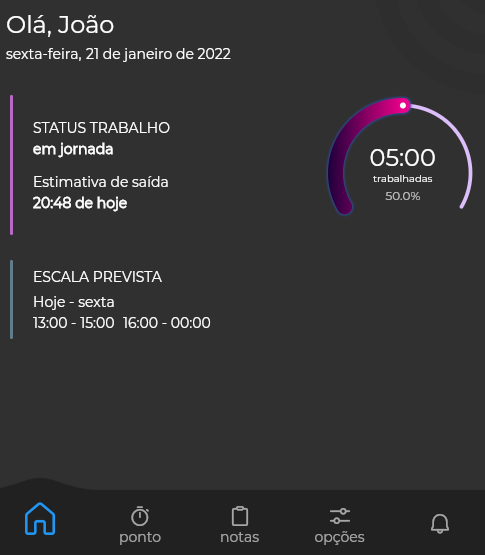 Olá, João
sexta-feira, 21 de janeiro de 2022
STATUS TRABALHO
em jornada
Estimativa de saída
20:48 de hoje
05:00
trabalhadas
50.0%
ESCALA PREVISTA
Hoje - sexta
13:00 - 15:00 16:00 - 00:00
ponto
notas
opções